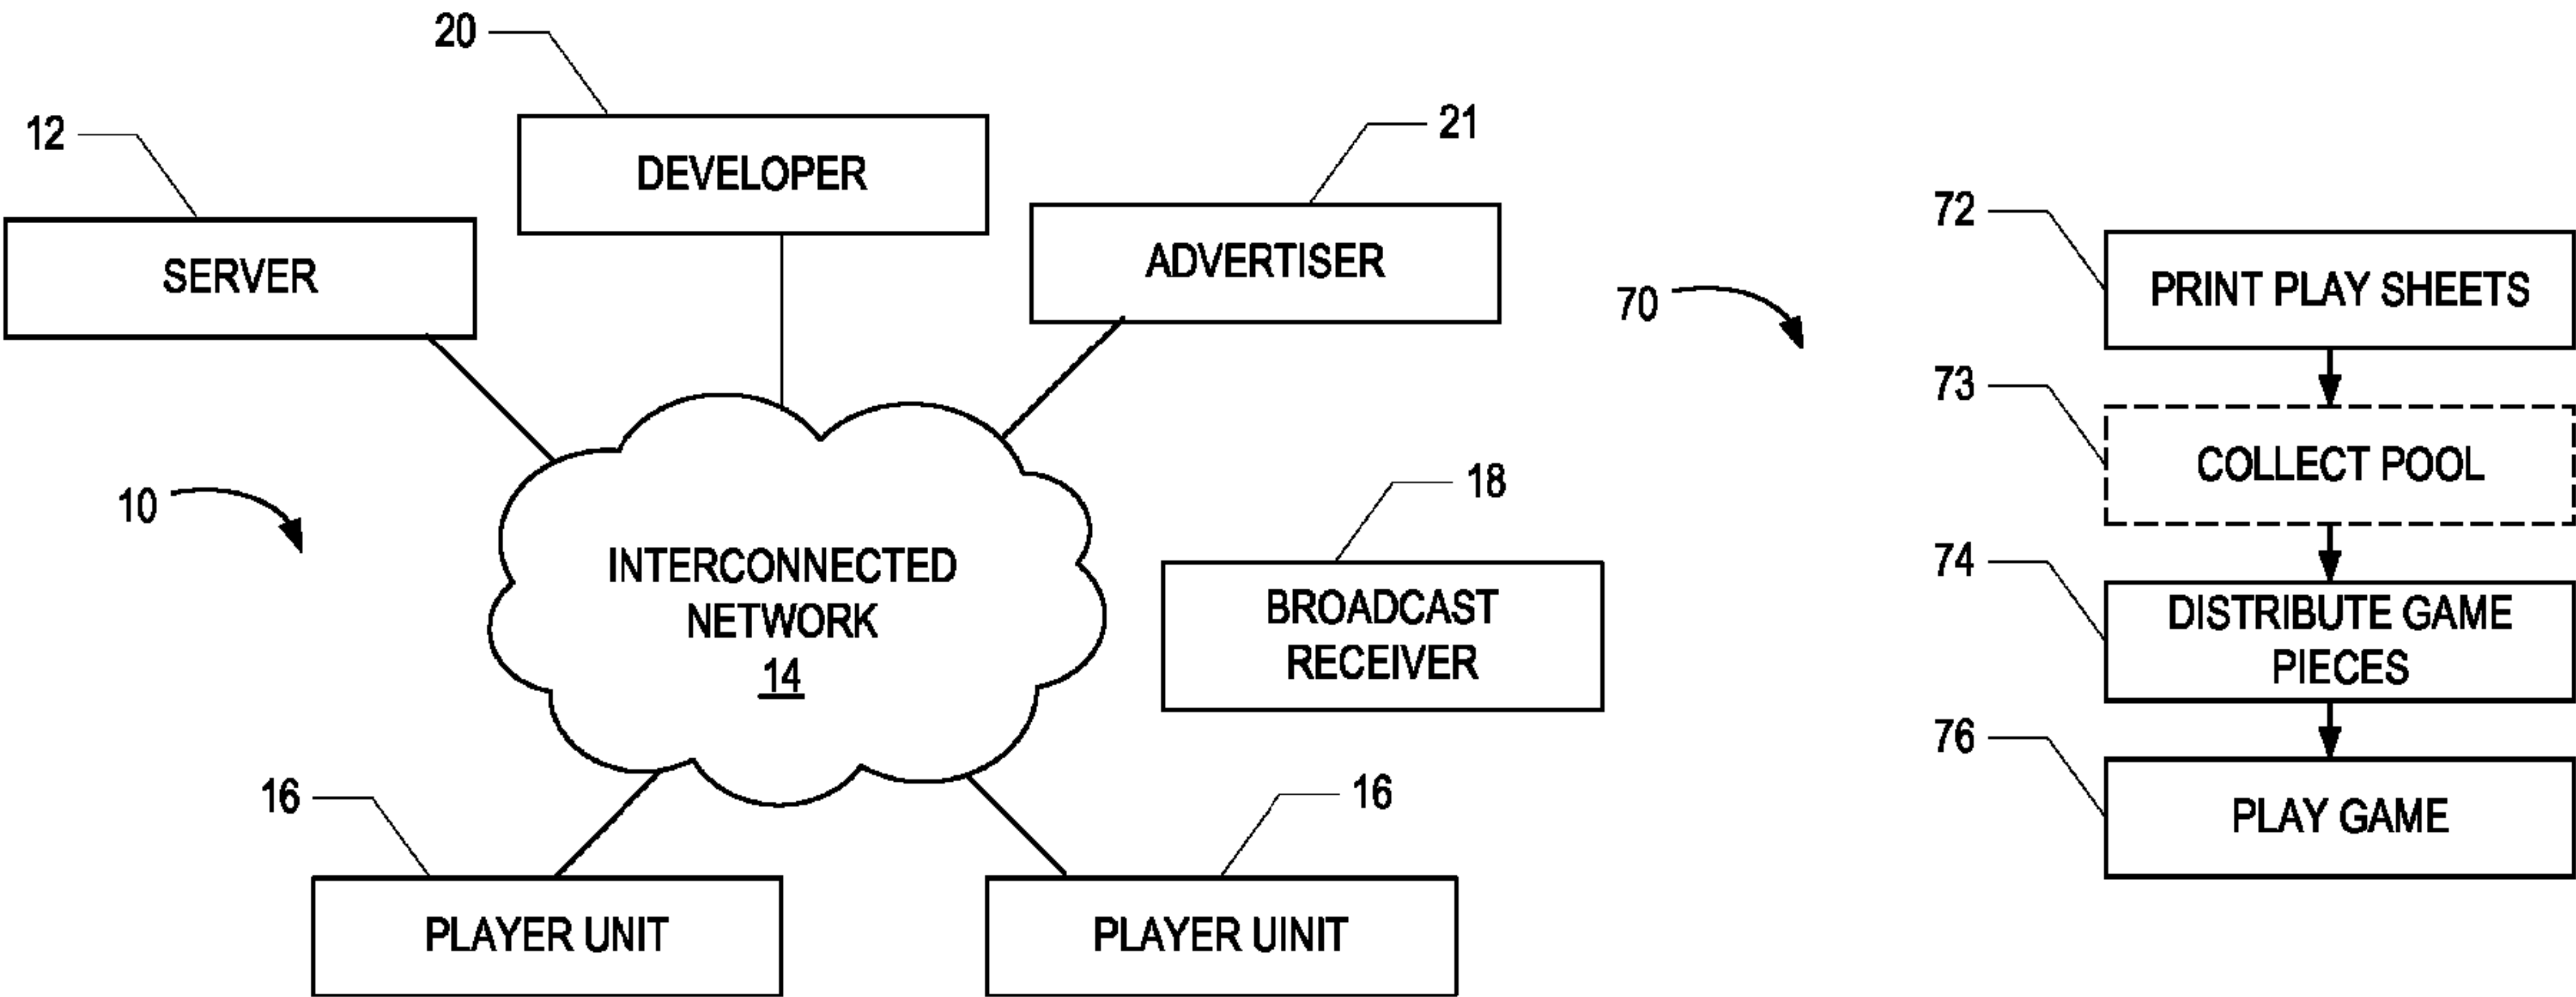 20
DEVELOPER
12
SERVER
21
ADVERTISER
10
INTERCONNECTED
NETWORK
14
18
BROADCAST
RECEIVER
16
PLAYER UNIT
16
PLAYER UINIT
70
72
PRINT PLAY SHEETS
73
COLLECT POOL
74
DISTRIBUTE GAME
PIECES
76
PLAY GAME